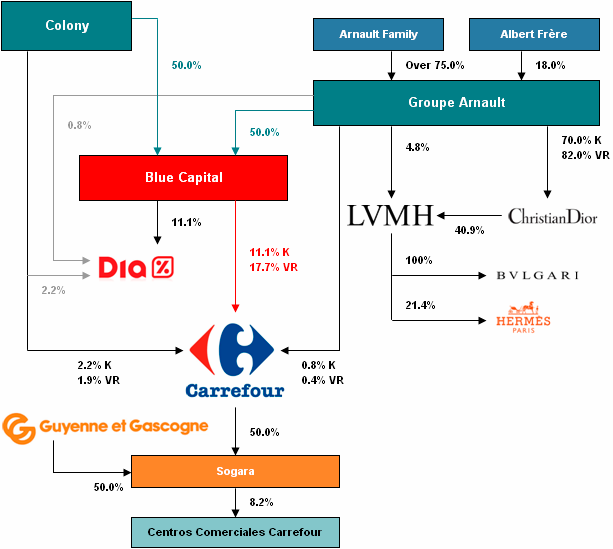 Colony
Arnault Family
Albert Frère
50.0%
Over 75.0%
18.0%
Groupe Arnault
0.8%
50.0%
4.8%
70.0% K
82.0% VR
Blue Capital
11.1%
LVMH
Christian Dior
40.9%
Dia %
11.1% K
17.7% VR
100%
BVLGARI
2.2%
21.4%
HERMÈS
PARIS
2.2% K
1.9% VR
0.8% K
0.4% VR
Carrefour
Guyenne et Gascogne
50.0%
Sogara
50.0%
8.2%
Centros Comerciales Carrefour